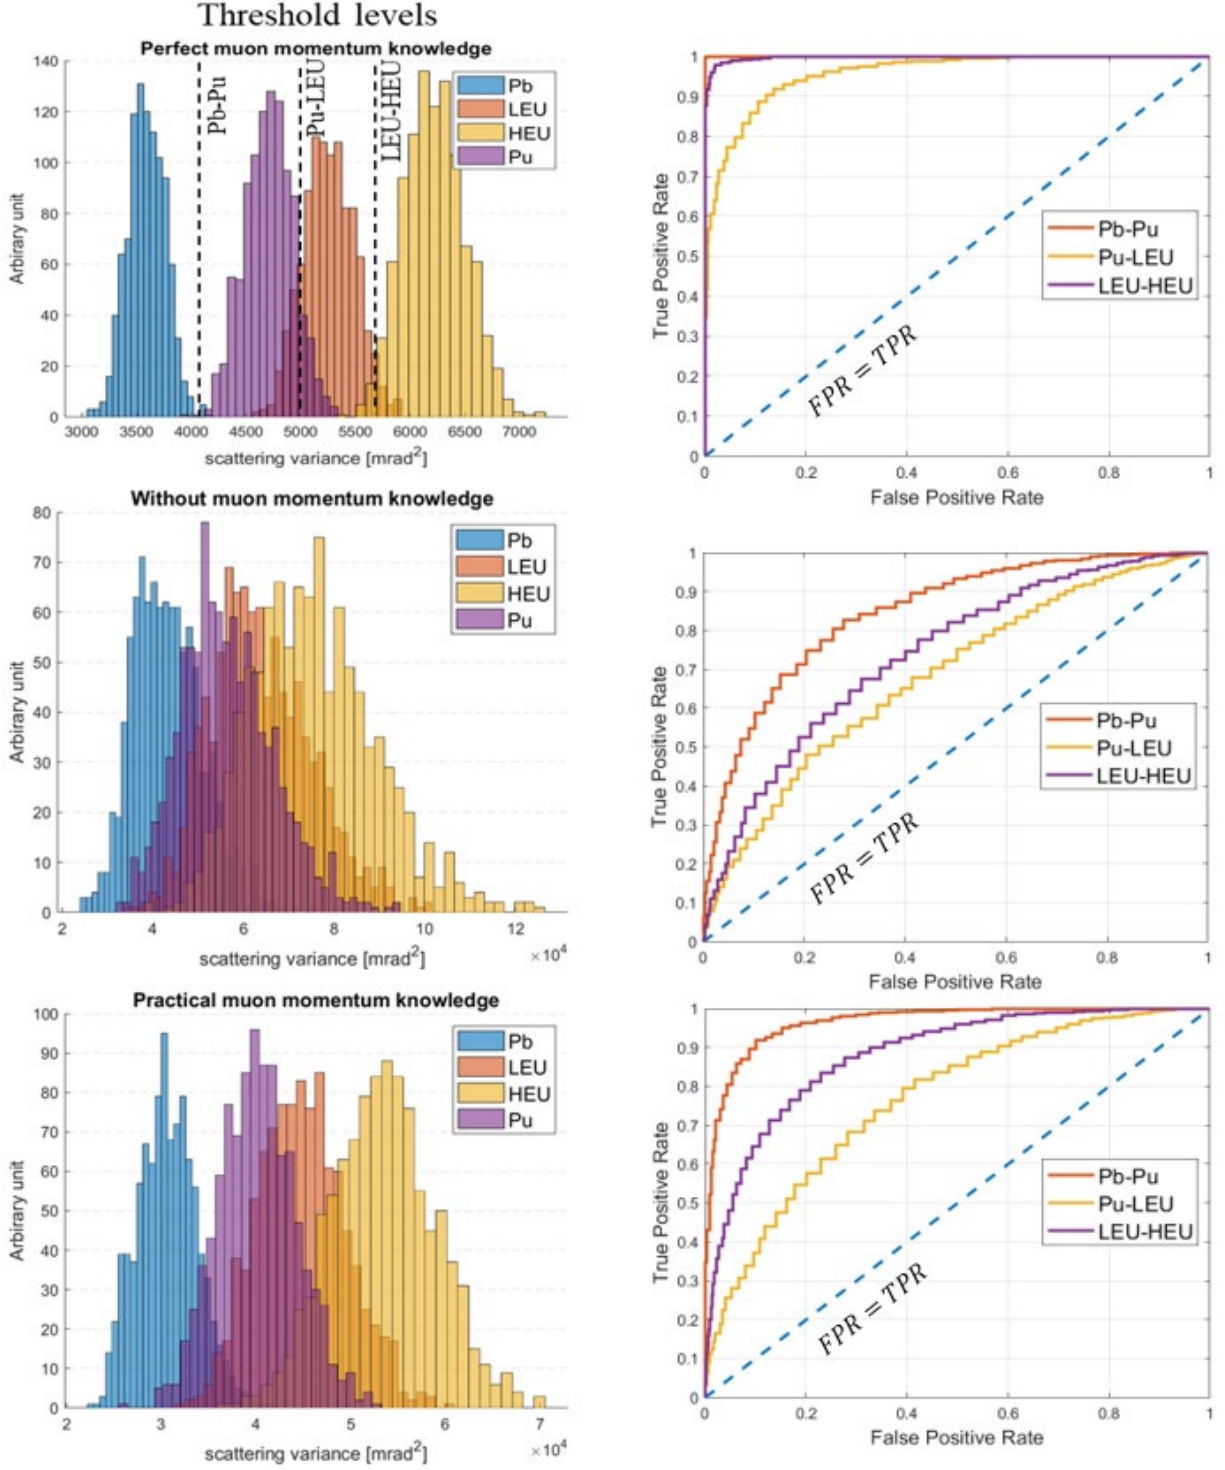 Threshold levels
Perfect muon momentum knowledge
Arbirary unit
140
120
100
80
60
40
20
0
Pb-Pu
Pu-LEU
LEU-HEU
Pb
LEU
HEU
Pu
3000 3500 4000 4500 5000 5500 6000 6500 7000
scattering variance [mrad²]
True Positive Rate
1
0.9
0.8
0.7
0.6
0.5
0.4
0.3
0.2
0.1
0
Pb-Pu
Pu-LEU
LEU-HEU
FPR = TPR
0 0.2 0.4 0.6 0.8 1
False Positive Rate
Without muon momentum knowledge
Arbirary unit
80
70
60
50
40
30
20
10
0
Pb
LEU
HEU
Pu
2 4 6 8 10 12
scattering variance [mrad²] ×10⁴
True Positive Rate
1
0.9
0.8
0.7
0.6
0.5
0.4
0.3
0.2
0.1
0
Pb-Pu
Pu-LEU
LEU-HEU
FPR = TPR
0 0.2 0.4 0.6 0.8 1
False Positive Rate
Practical muon momentum knowledge
Arbirary unit
100
90
80
70
60
50
40
30
20
10
0
Pb
LEU
HEU
Pu
2 3 4 5 6 7
scattering variance [mrad²] ×10⁴
True Positive Rate
1
0.9
0.8
0.7
0.6
0.5
0.4
0.3
0.2
0.1
0
Pb-Pu
Pu-LEU
LEU-HEU
FPR = TPR
0 0.2 0.4 0.6 0.8 1
False Positive Rate